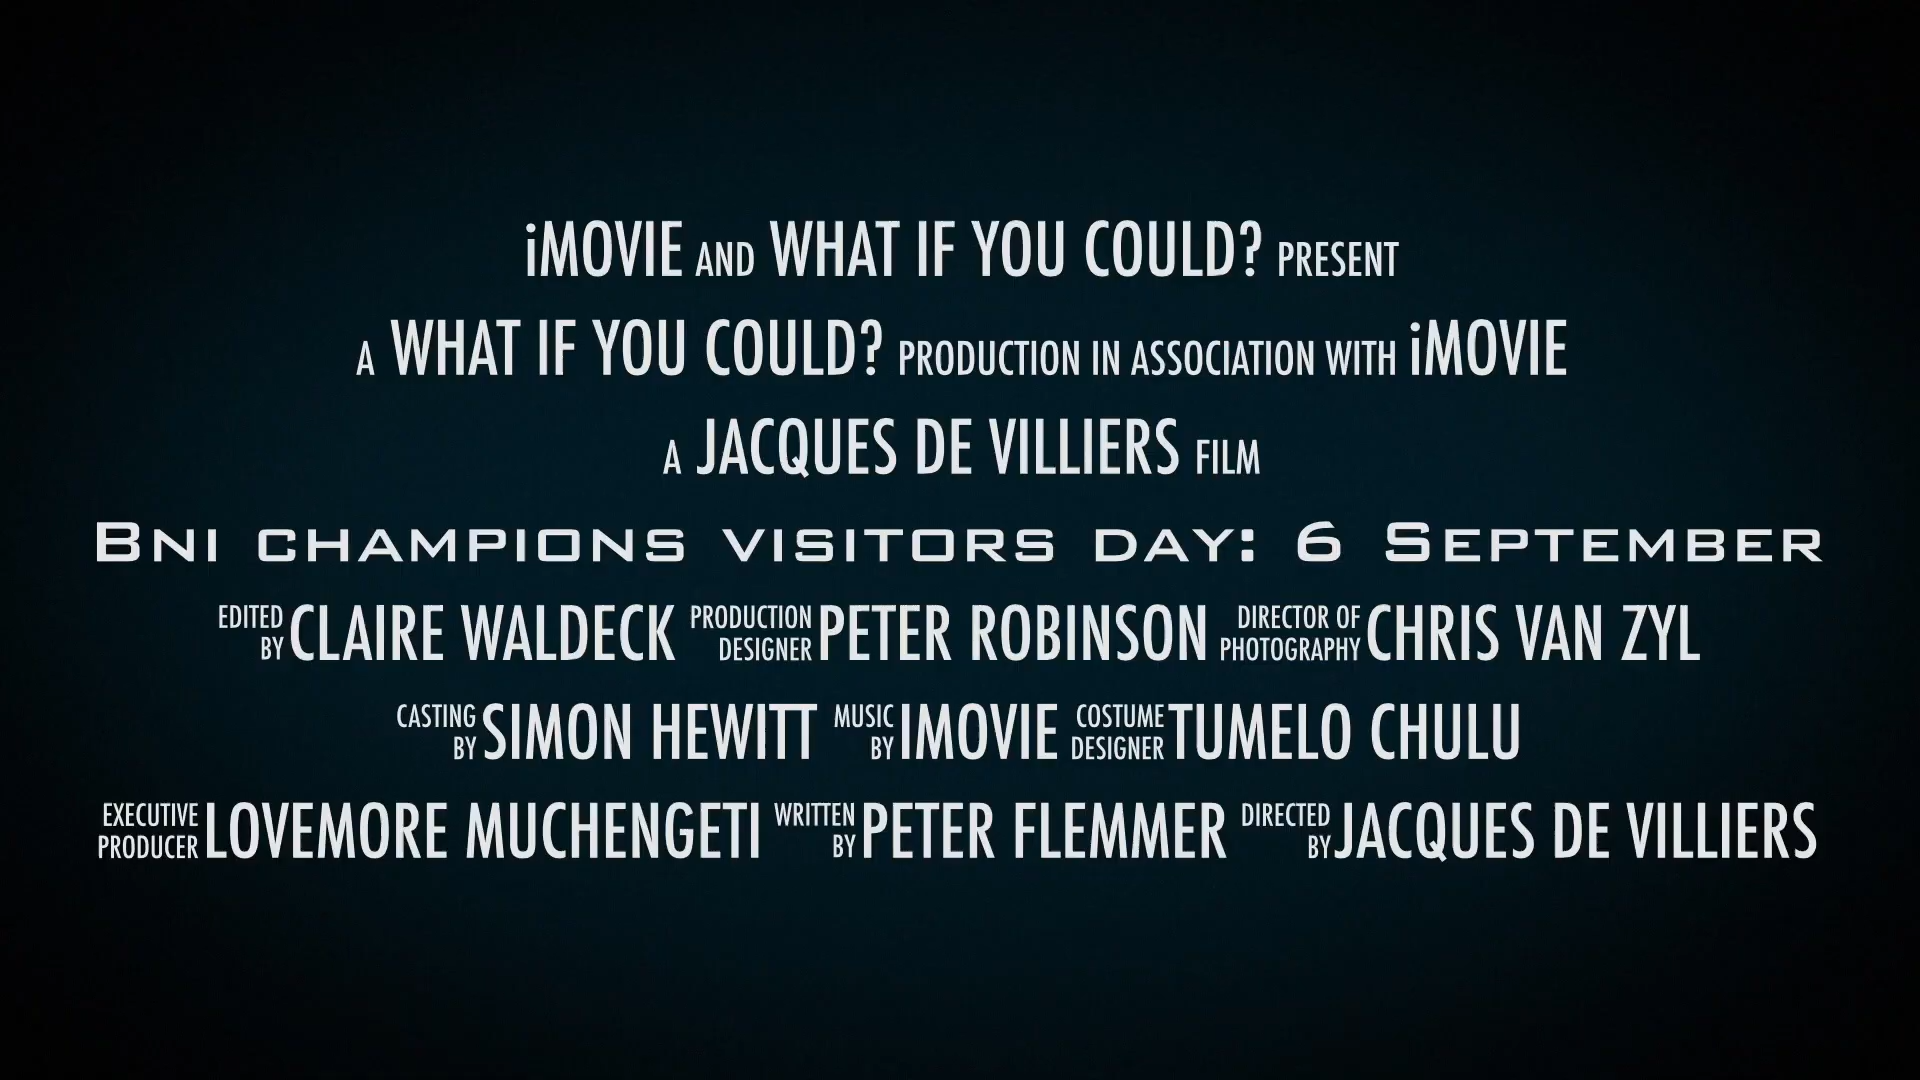 iMOVIE AND WHAT IF YOU COULD? PRESENT
A WHAT IF YOU COULD? PRODUCTION IN ASSOCIATION WITH iMOVIE
A JACQUES DE VILLIERS FILM
BNI CHAMPIONS VISITORS DAY: 6 SEPTEMBER
EDITED BY CLAIRE WALDECK PRODUCTION DESIGNER PETER ROBINSON DIRECTOR OF PHOTOGRAPHY CHRIS VAN ZYL
CASTING BY SIMON HEWITT MUSIC BY IMOVIE COSTUME DESIGNER TUMELO CHULU
EXECUTIVE PRODUCER LOVEMORE MUCHENGETI WRITTEN BY PETER FLEMMER DIRECTED BY JACQUES DE VILLIERS